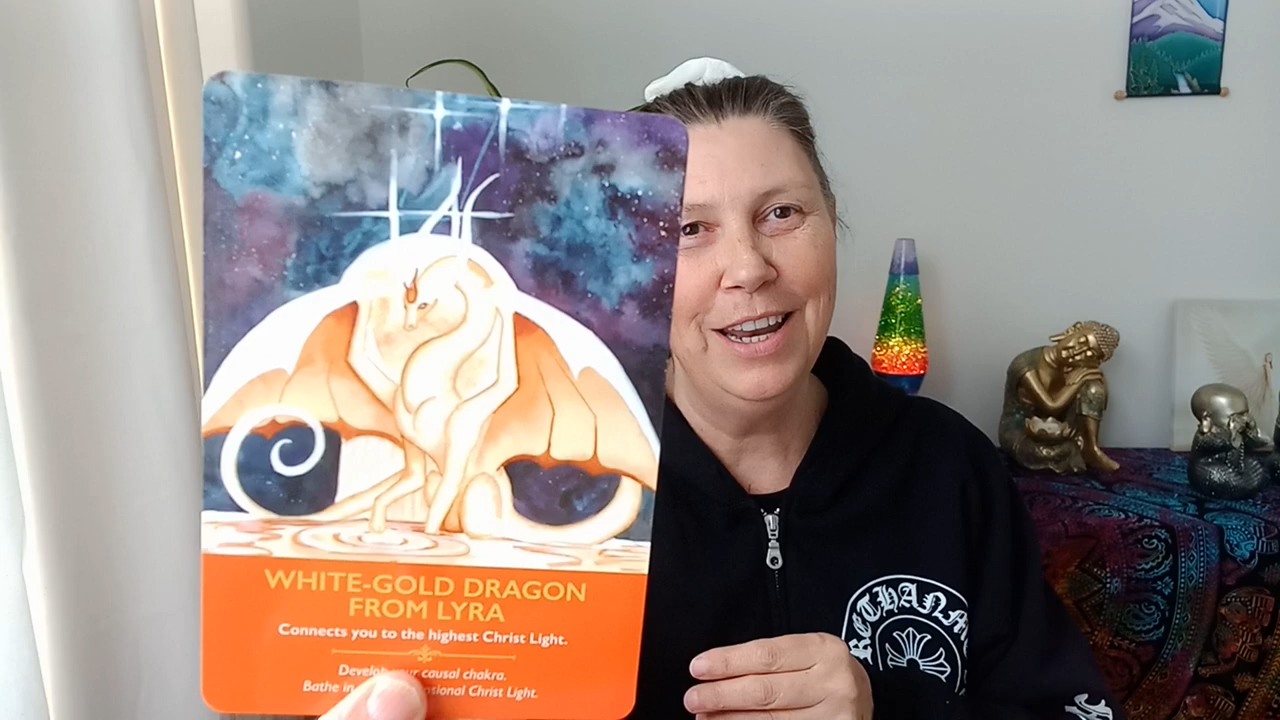 WHITE-GOLD DRAGON
FROM LYRA
Connects you to the highest Christ Light.
your causal chakra.
Bathe in Christ Light.